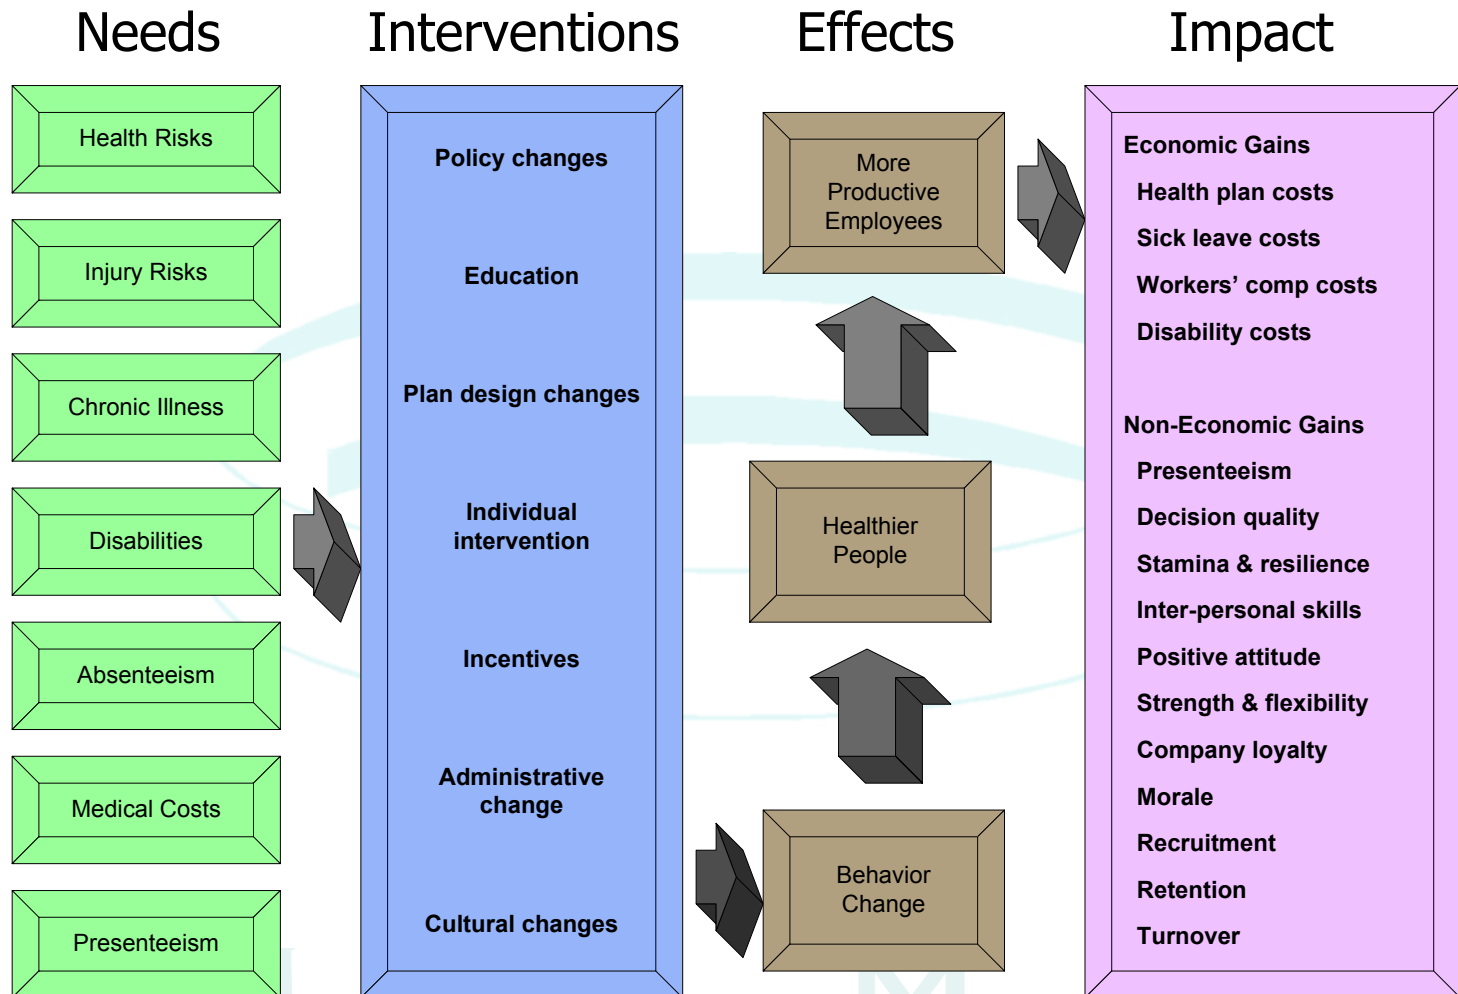 Needs
Interventions
Effects
Impact
Health Risks
Injury Risks
Chronic Illness
Disabilities
Absenteeism
Medical Costs
Presenteeism
Policy changes
Education
Plan design changes
Individual
intervention
Incentives
Administrative
change
Cultural changes
More
Productive
Employees
Healthier
People
Behavior
Change
Economic Gains
Health plan costs
Sick leave costs
Workers’ comp costs
Disability costs
Non-Economic Gains
Presenteeism
Decision quality
Stamina & resilience
Inter-personal skills
Positive attitude
Strength & flexibility
Company loyalty
Morale
Recruitment
Retention
Turnover